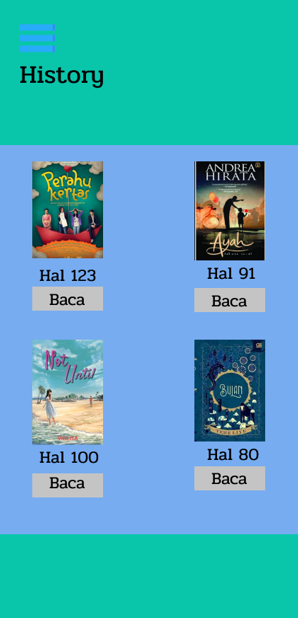 History
Perahu
kertas
ANDREA
HIRATA
Ayah
Hal 123
Hal 91
Baca
Baca
Not
Until
BULAN
Hal 100
Hal 80
Baca
Baca